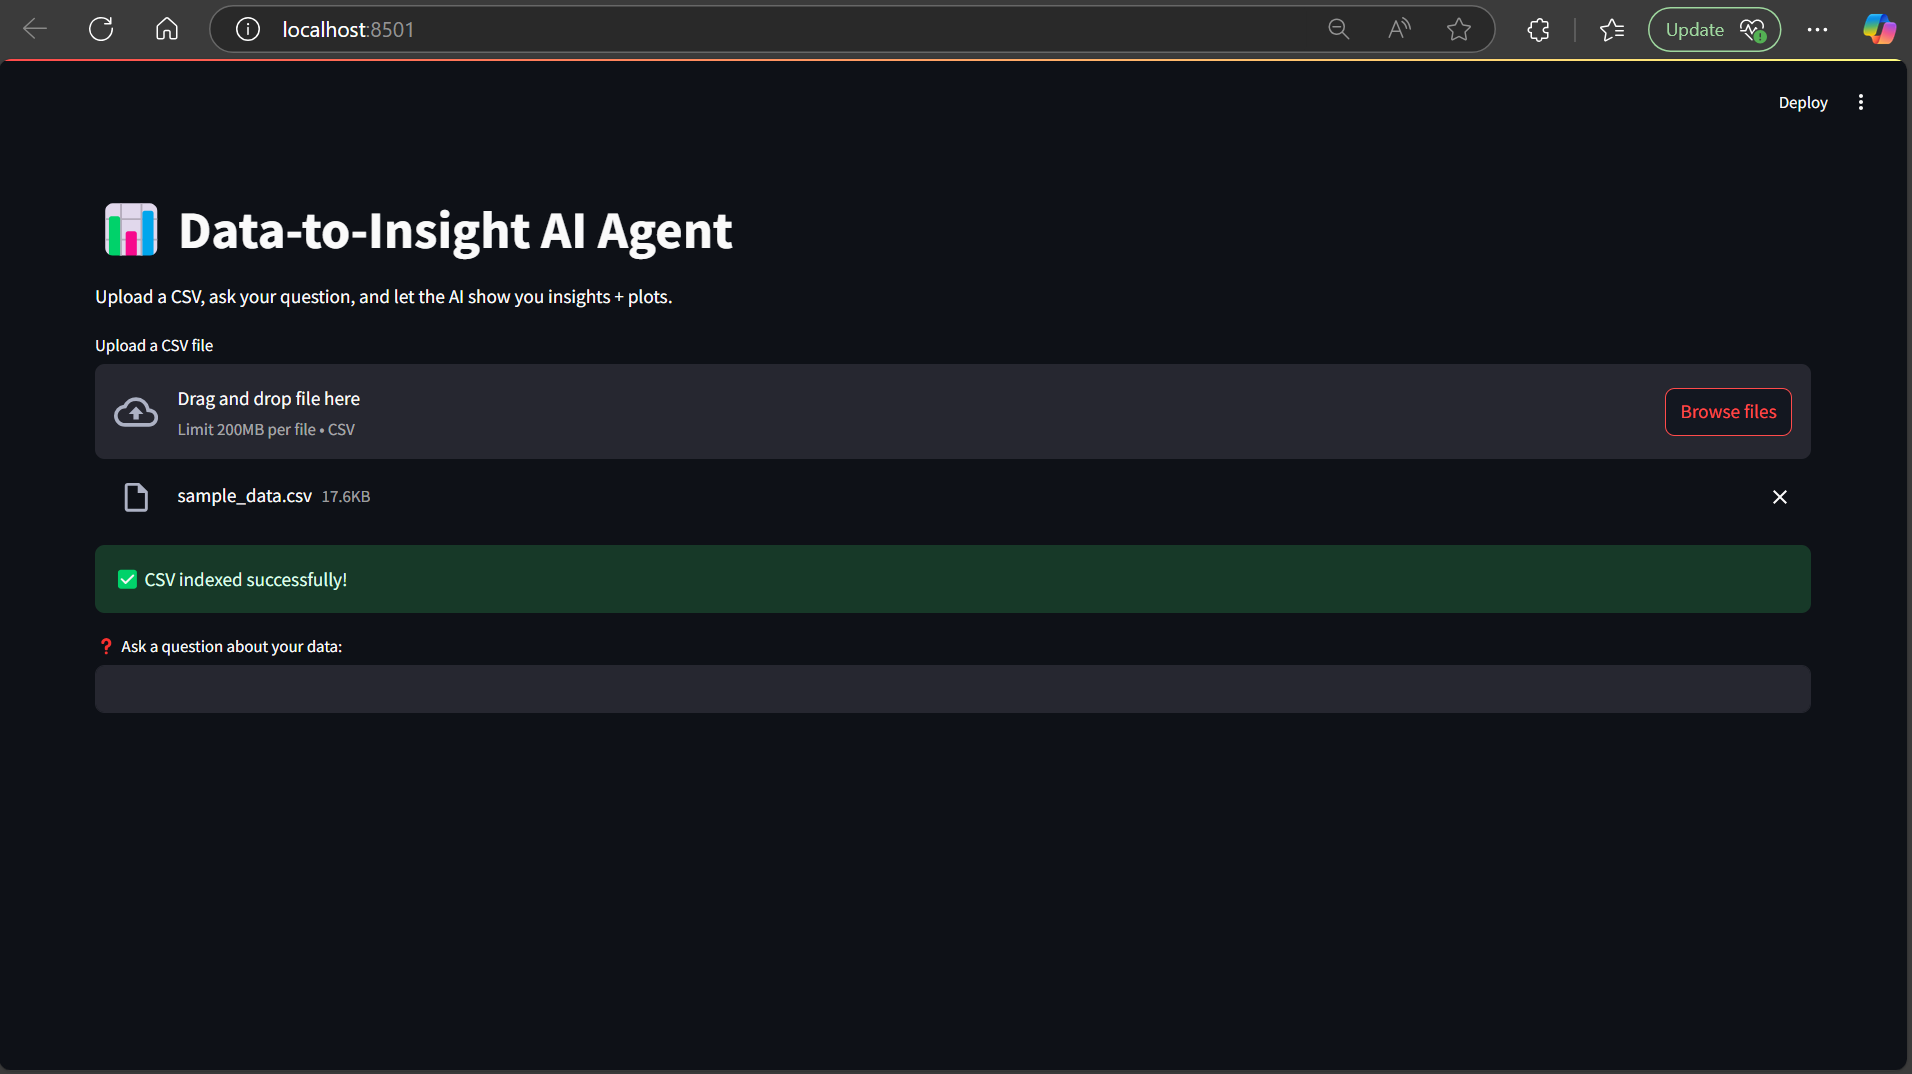 localhost:8501
Update
Deploy
Data-to-Insight AI Agent
Upload a CSV, ask your question, and let the AI show you insights + plots.
Upload a CSV file
Drag and drop file here
Limit 200MB per file • CSV
Browse files
sample_data.csv 17.6KB
CSV indexed successfully!
Ask a question about your data: